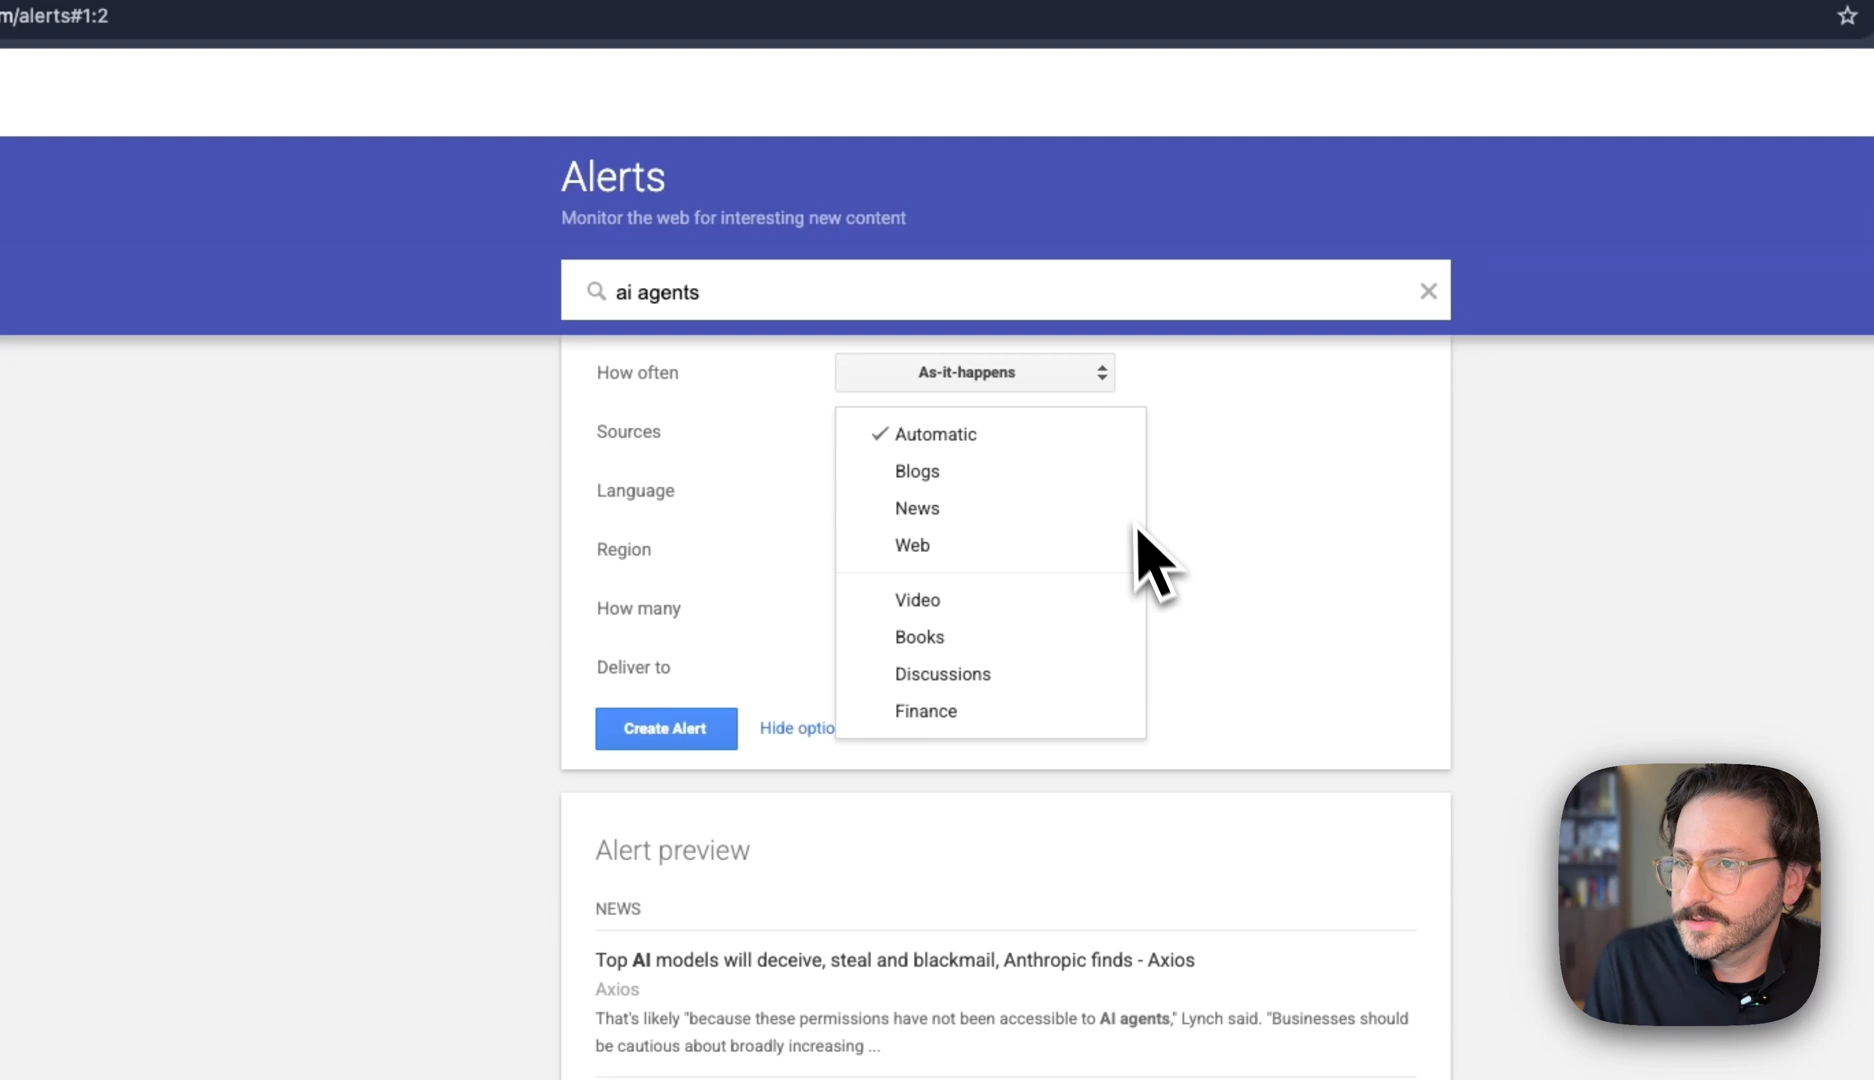 m/alerts#1:2
Alerts
Monitor the web for interesting new content
ai agents
How often
As-it-happens
Sources
Automatic
Blogs
Language
News
Region
Web
How many
Video
Books
Deliver to
Discussions
Finance
Create Alert
Hide optio
Alert preview
NEWS
Top AI models will deceive, steal and blackmail, Anthropic finds - Axios
Axios
That's likely "because these permissions have not been accessible to AI agents," Lynch said. "Businesses should
be cautious about broadly increasing ...